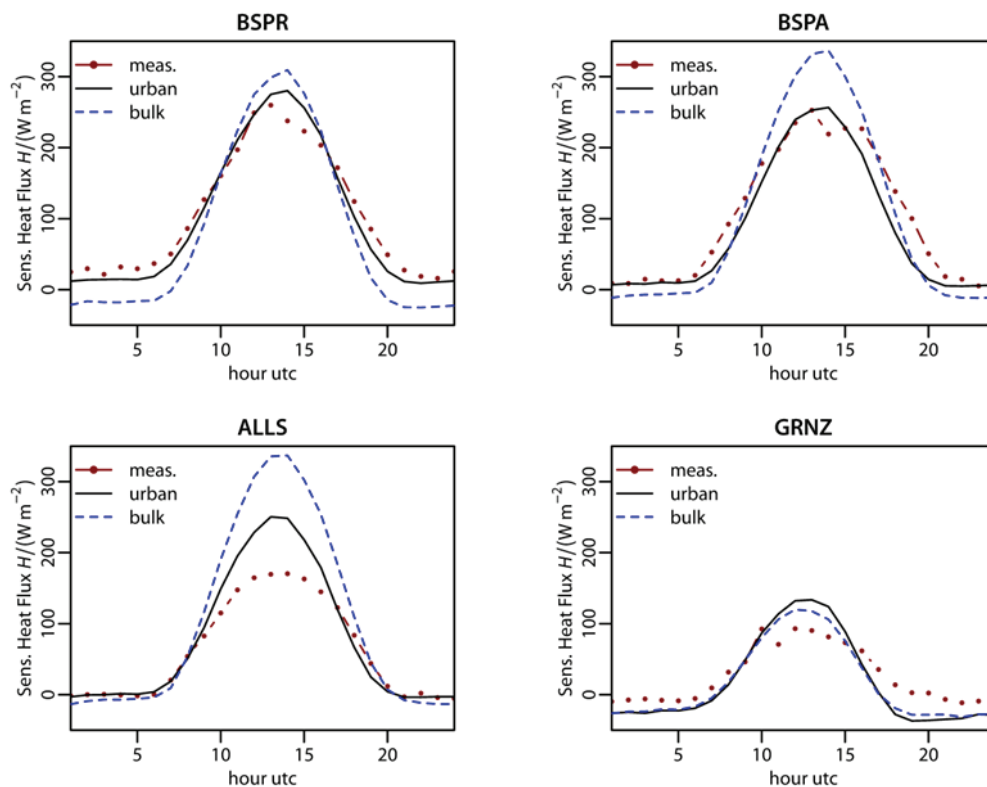 BSPR
meas.
urban
bulk
Sens. Heat Flux H/(W m−2)
0
100
200
300
5
10
15
20
hour utc
BSPA
meas.
urban
bulk
Sens. Heat Flux H/(W m−2)
0
100
200
300
5
10
15
20
hour utc
ALLS
meas.
urban
bulk
Sens. Heat Flux H/(W m−2)
0
100
200
300
5
10
15
20
hour utc
GRNZ
meas.
urban
bulk
Sens. Heat Flux H/(W m−2)
0
100
200
300
5
10
15
20
hour utc